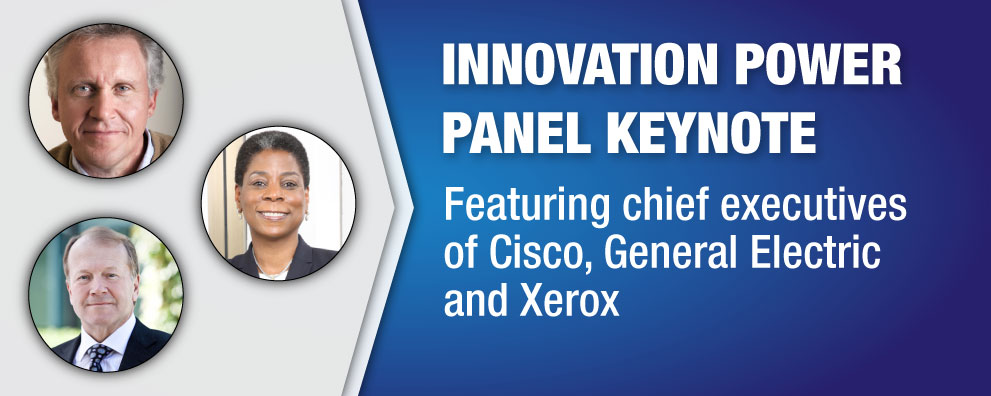 INNOVATION POWER
PANEL KEYNOTE
Featuring chief executives
of Cisco, General Electric
and Xerox